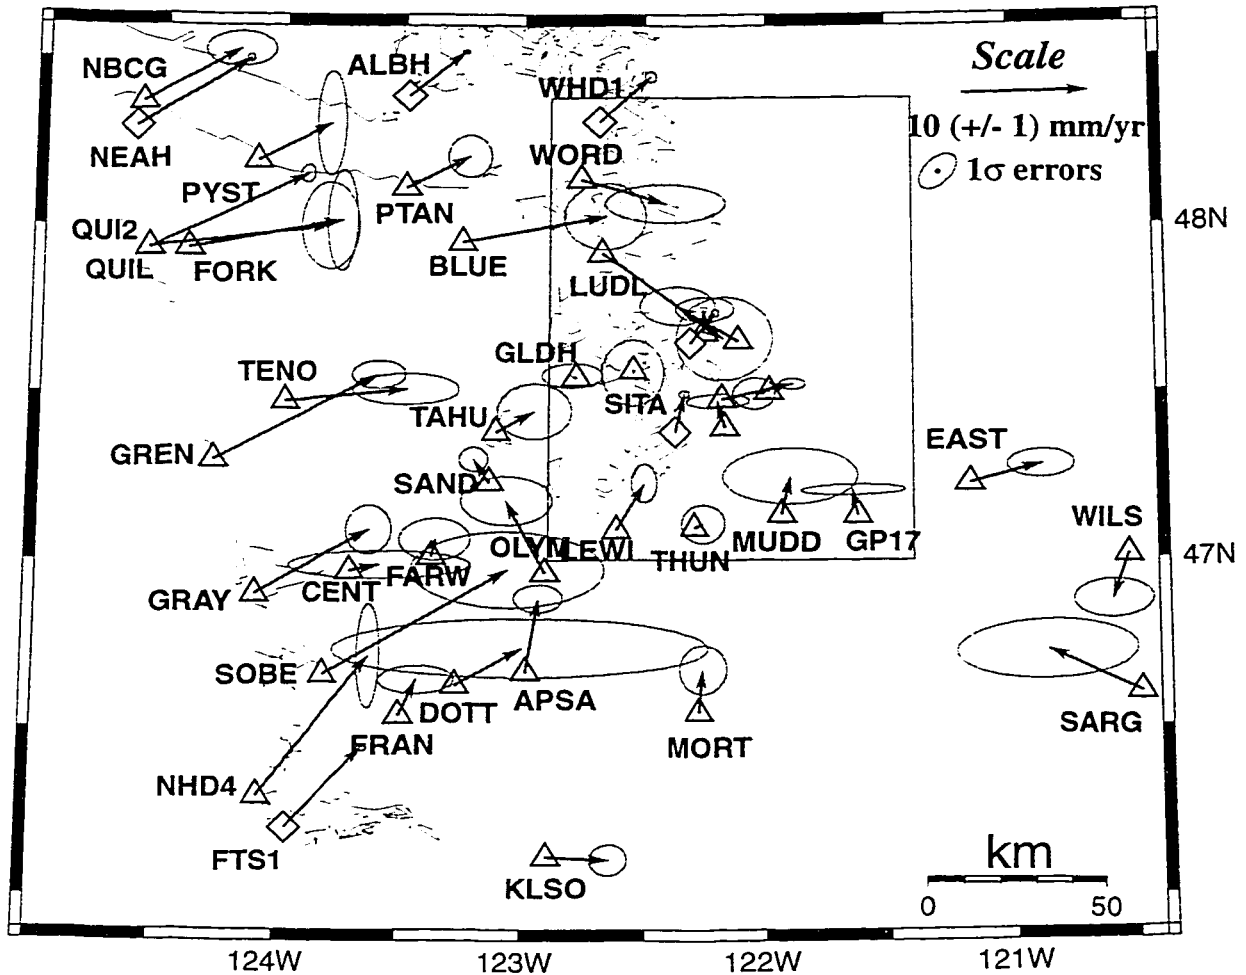 NBCG
ALBH
Scale
WHD1
10 (+/- 1) mm/yr
NEAH
WORD
1σ errors
PYST
PTAN
QUI2
48N
QUIL
FORK
BLUE
LUDL
GLDH
TENO
SITA
TAHU
GREN
EAST
SAND
WILS
OLYM
LEWI
THUN
MUDD
GP17
47N
CENT
FARW
GRAY
SOBE
APSA
DOTT
SARG
FRAN
MORT
NHD4
FTS1
km
KLSO
0
50
124W
123W
122W
121W